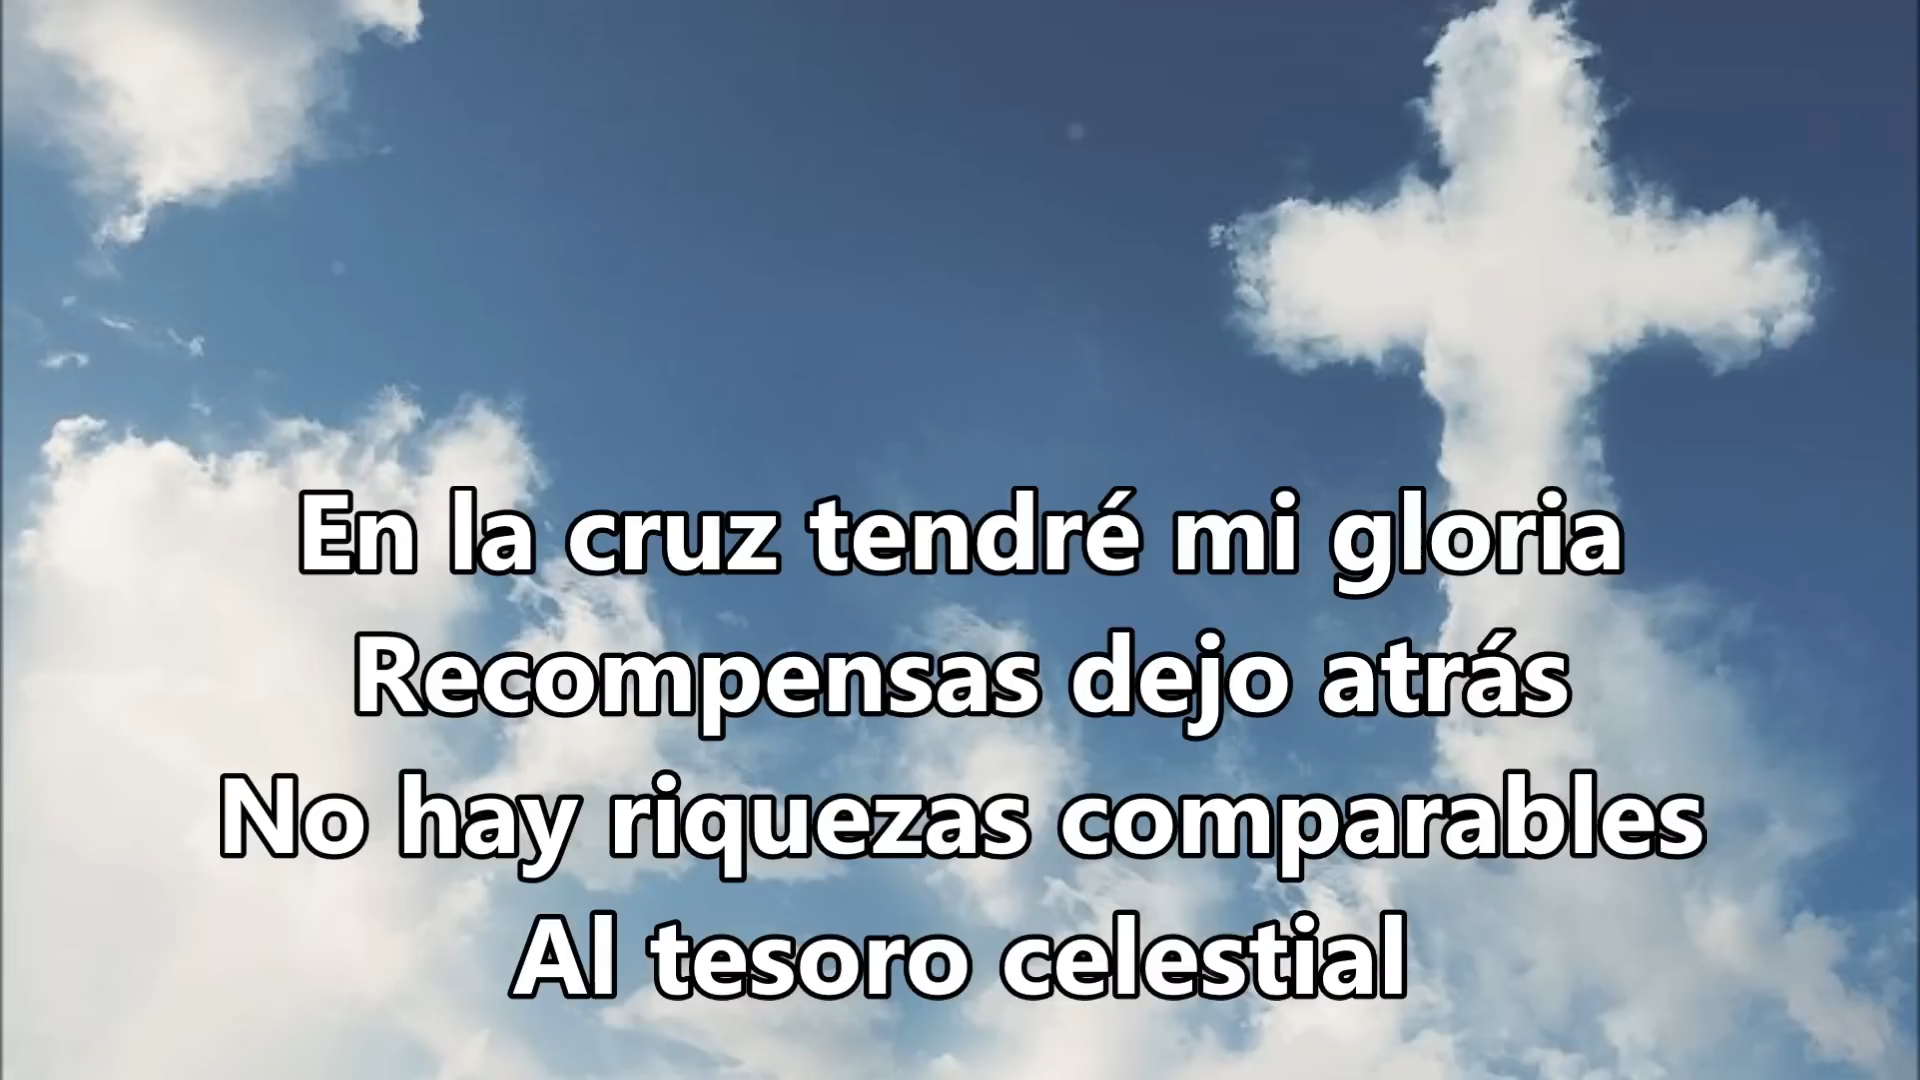 En la cruz tendré mi gloria
Recompensas dejo atrás
No hay riquezas comparables
Al tesoro celestial